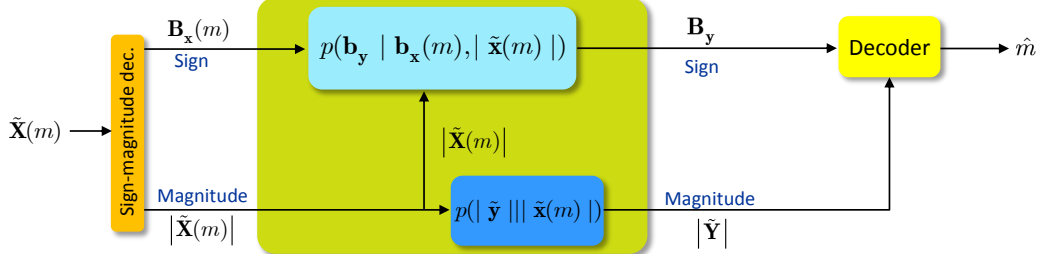 B_x(m)
Sign
p(b_y | b_x(m), | x̃(m) |)
B_y
Sign
Decoder
m̂
Sign-magnitude dec.
X̃(m)
|X̃(m)|
Magnitude
|X̃(m)|
p(| ỹ ||| x̃(m) |)
Magnitude
|Ỹ|